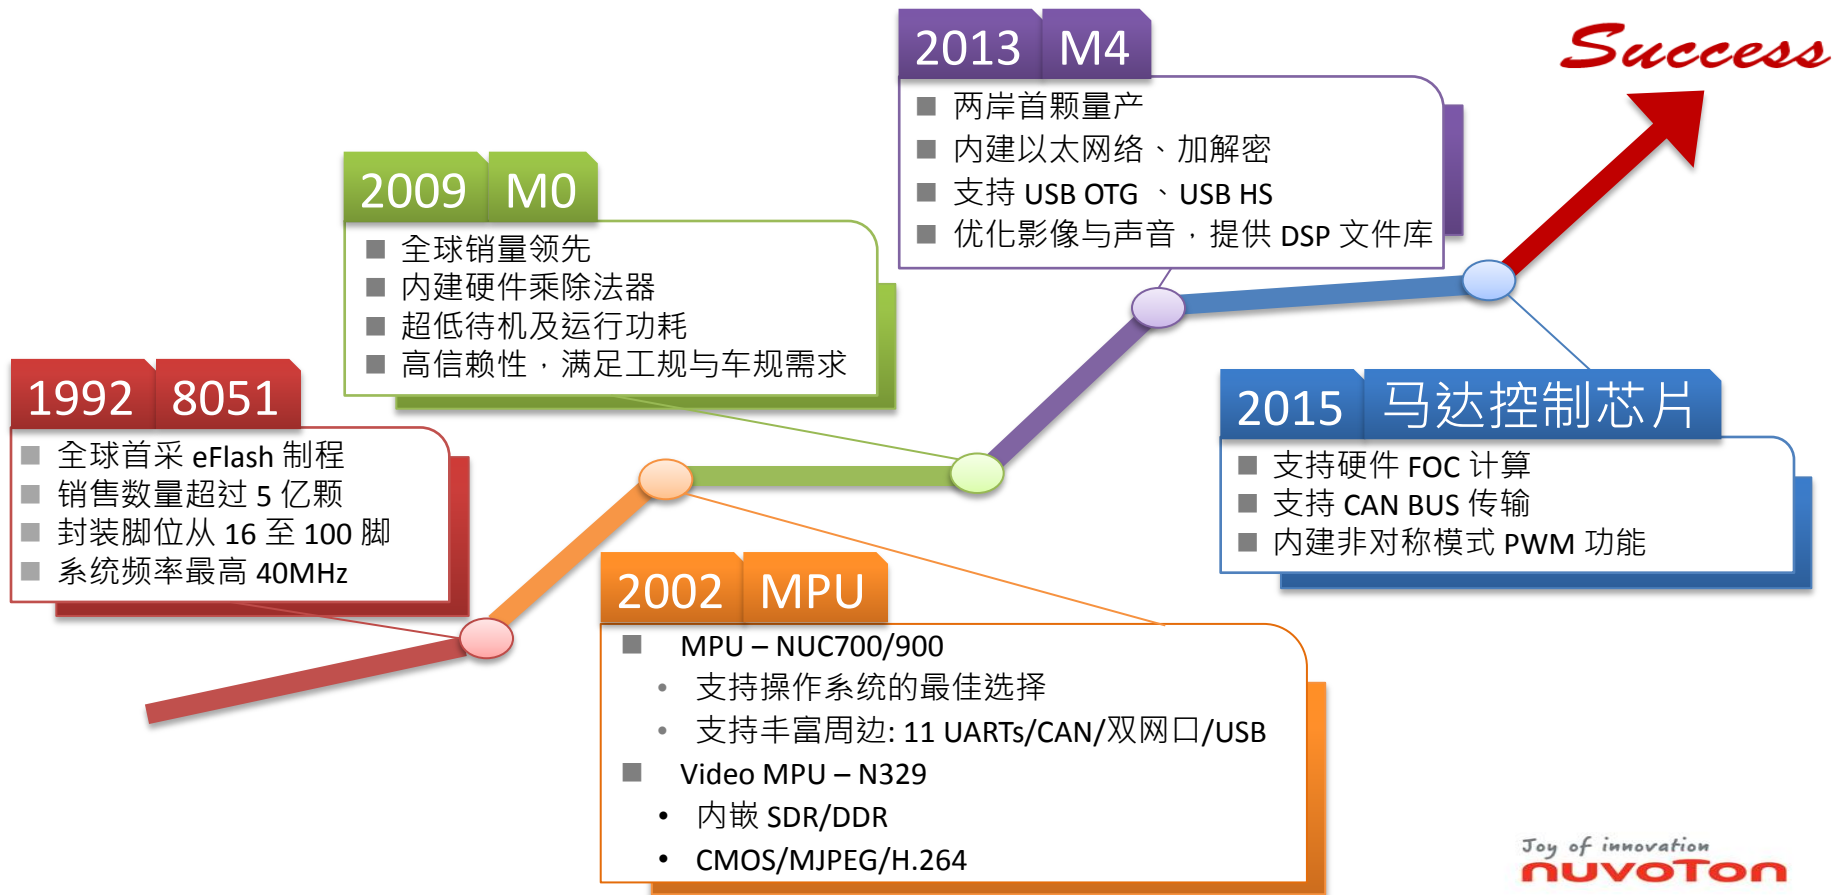 1992 8051
全球首采 eFlash 制程
销售数量超过 5 亿颗
封装脚位从 16 至 100 脚
系统频率最高 40MHz
2002 MPU
MPU – NUC700/900
支持操作系统的最佳选择
支持丰富周边: 11 UARTs/CAN/双网口/USB
Video MPU – N329
内嵌 SDR/DDR
CMOS/MJPEG/H.264
2009 M0
全球销量领先
内建硬件乘除法器
超低待机及运行功耗
高信赖性，满足工规与车规需求
2013 M4
两岸首颗量产
内建以太网络、加解密
支持 USB OTG 、USB HS
优化影像与声音，提供 DSP 文件库
2015 马达控制芯片
支持硬件 FOC 计算
支持 CAN BUS 传输
内建非对称模式 PWM 功能
Success
Joy of innovation
nuvoTon